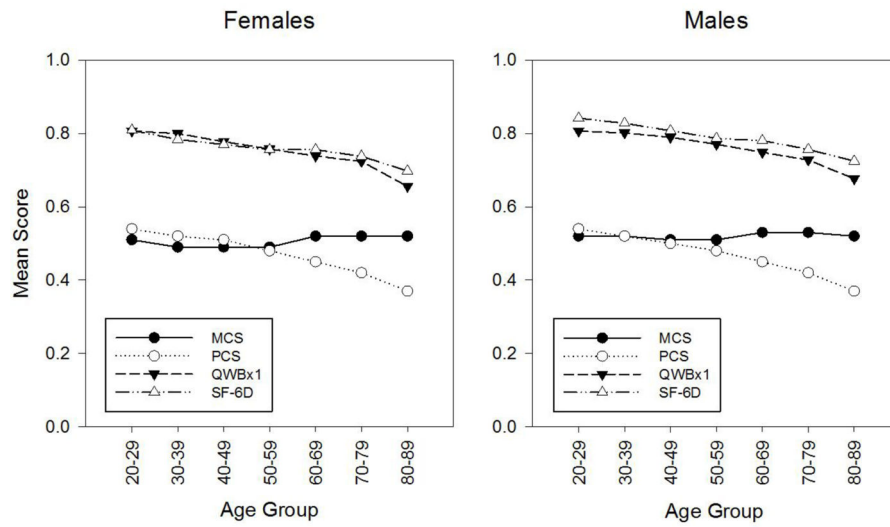 Females
Males
Mean Score
1.0
0.8
0.6
0.4
0.2
0.0
MCS
PCS
QWBx1
SF-6D
20-29
30-39
40-49
50-59
60-69
70-79
80-89
Age Group
1.0
0.8
0.6
0.4
0.2
0.0
MCS
PCS
QWBx1
SF-6D
20-29
30-39
40-49
50-59
60-69
70-79
80-89
Age Group